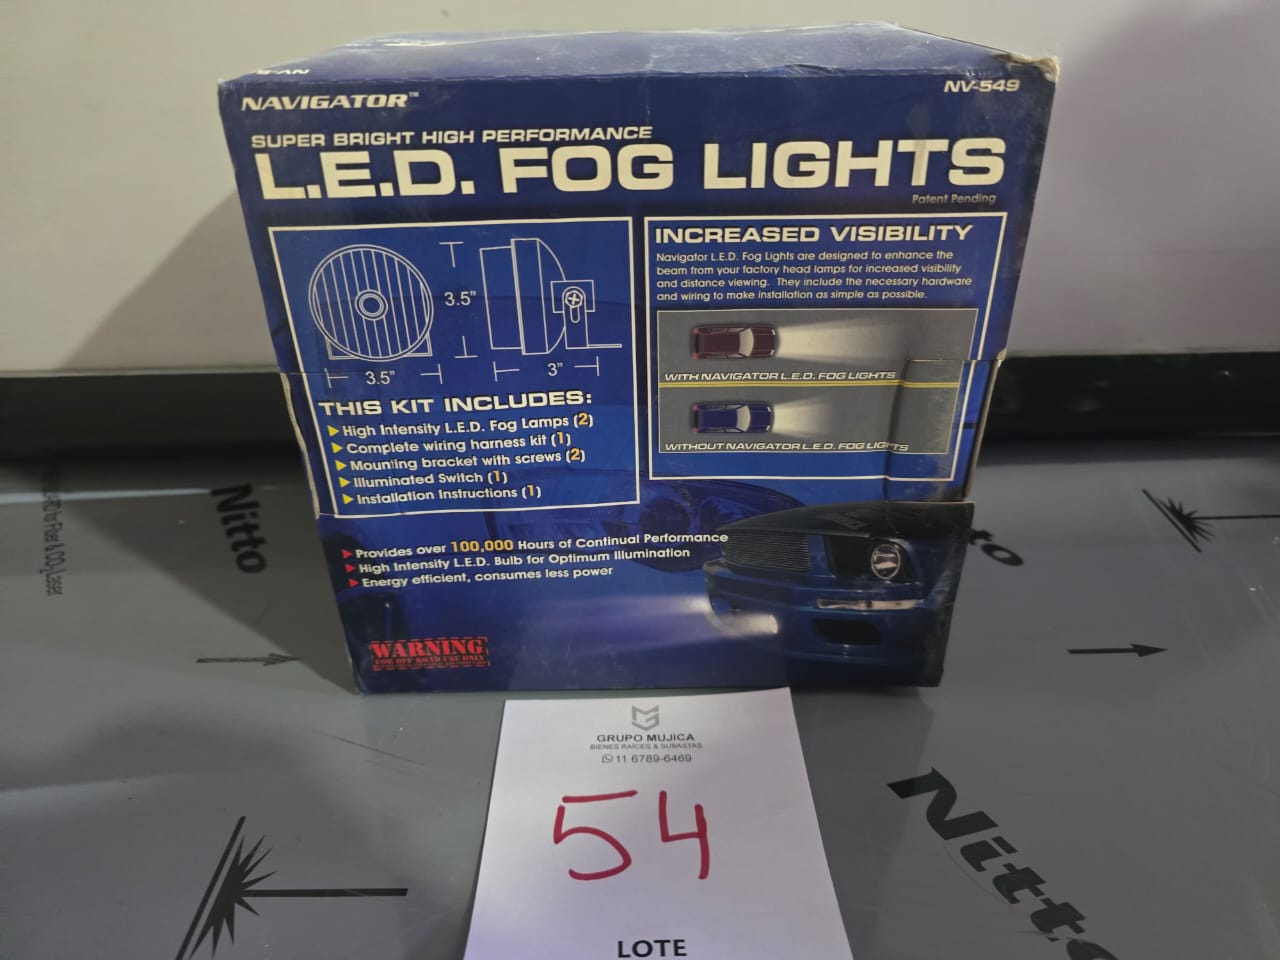 NAVIGATOR™
NV-549
SUPER BRIGHT HIGH PERFORMANCE
L.E.D. FOG LIGHTS
Patent Pending
3.5"
3.5"
3"
THIS KIT INCLUDES:
High Intensity L.E.D. Fog Lamps (2)
Complete wiring harness kit (1)
Mounting bracket with screws (2)
Illuminated Switch (1)
Installation Instructions (1)
INCREASED VISIBILITY
Navigator L.E.D. Fog Lights are designed to enhance the
beam from your factory head lamps for increased visibility
and distance viewing. They include the necessary hardware
and wiring to make installation as simple as possible.
WITH NAVIGATOR L.E.D. FOG LIGHTS
WITHOUT NAVIGATOR L.E.D. FOG LIGHTS
Provides over 100,000 Hours of Continual Performance
High Intensity L.E.D. Bulb for Optimum Illumination
Energy efficient, consumes less power
WARNING
FOR OFF ROAD USE ONLY
Nitto
Nitto
GRUPO MUJICA
BIENES RAÍCES & SUBASTAS
11 6789-6469
54
LOTE